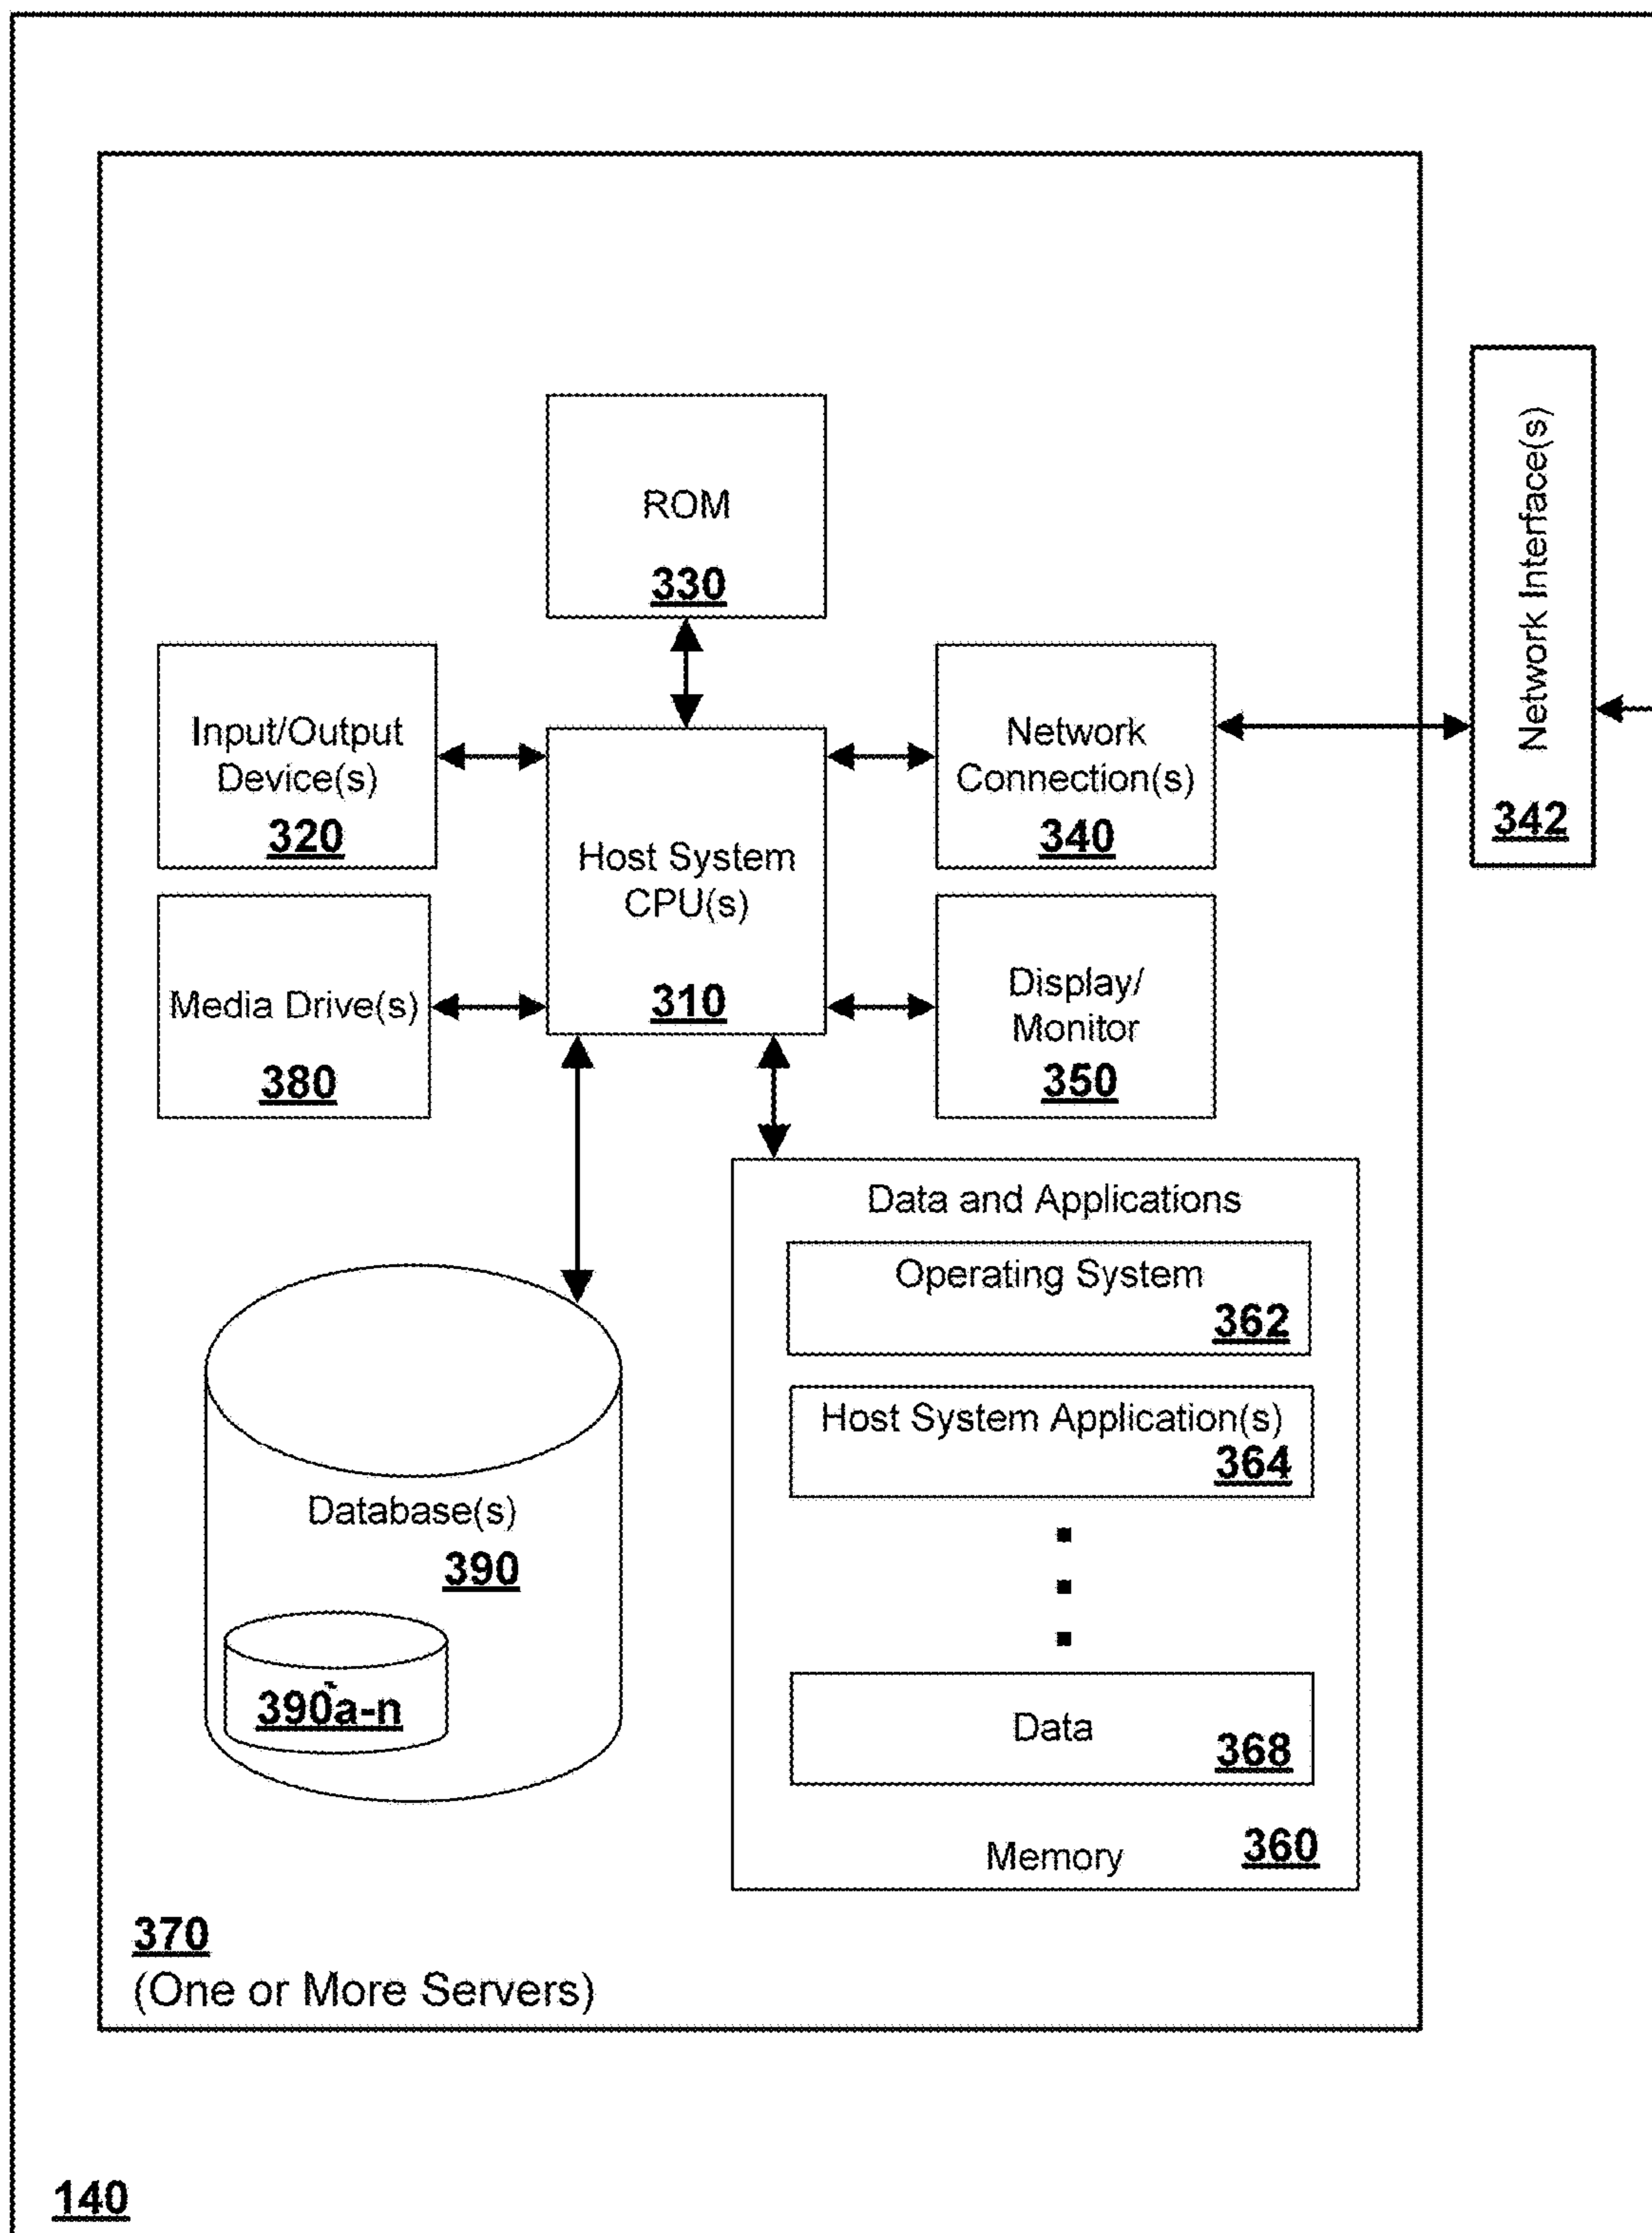 ROM
330
Input/Output
Device(s)
320
Host System
CPU(s)
310
Network
Connection(s)
340
Network Interface(s)
342
Media Drive(s)
380
Display/
Monitor
350
Data and Applications
Operating System
362
Host System Application(s)
364
Data
368
Memory
360
Database(s)
390
390a-n
370
(One or More Servers)
140